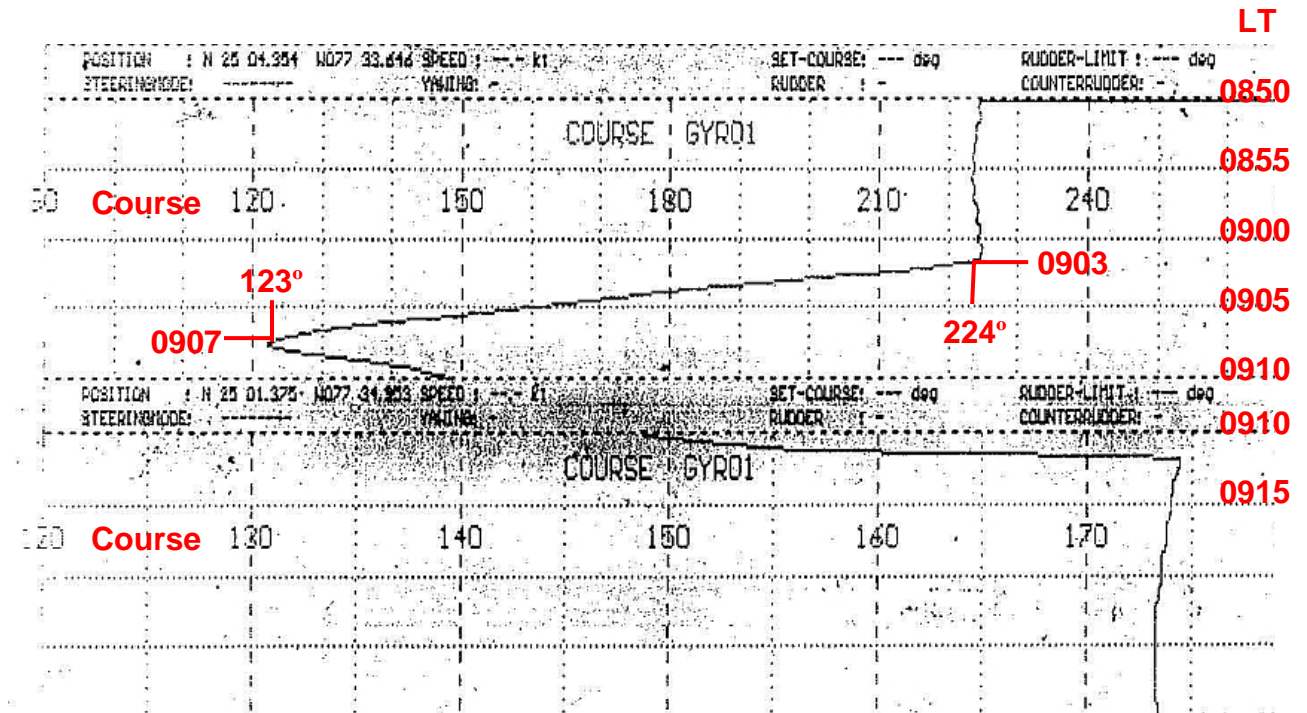 LT
POSITION : N 25 04.354 W077 33.646 SPEED : --.- kt SET-COURSE: --- deg RUDDER-LIMIT : --- deg
STEERINGMODE: -------- YAWING: - RUDDER : - COUNTERRUDDER: - 0850
COURSE GYRO1
0855
Course 120 150 180 210 240
0900
0903
123º
0905
0907 224º
0910
POSITION : N 25 01.375 W077 34.953 SPEED : --.- kt SET-COURSE: --- deg RUDDER-LIMIT : --- deg
STEERINGMODE: -------- YAWING: - RUDDER : - COUNTERRUDDER: - 0910
COURSE GYRO1
0915
Course 130 140 150 160 170